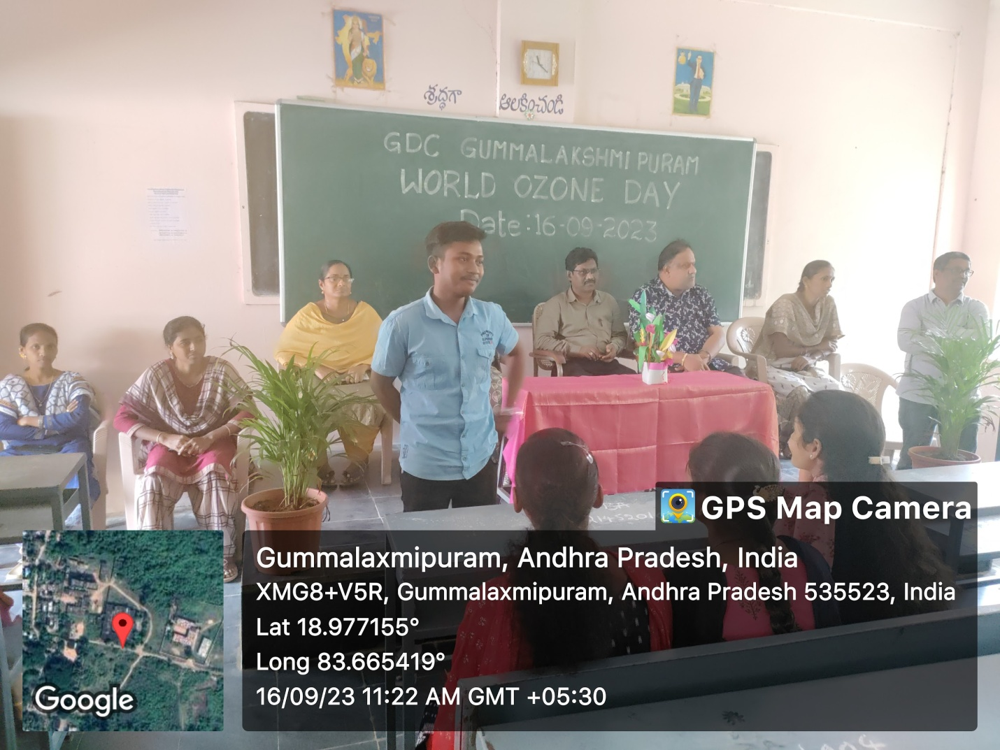 శ్రద్ధగా ఆలకించండి
GDC GUMMALAKSHMIPURAM
WORLD OZONE DAY
Date:16-09-2023
GPS Map Camera
Gummalaxmipuram, Andhra Pradesh, India
XMG8+V5R, Gummalaxmipuram, Andhra Pradesh 535523, India
Lat 18.977155°
Long 83.665419°
16/09/23 11:22 AM GMT +05:30
Google